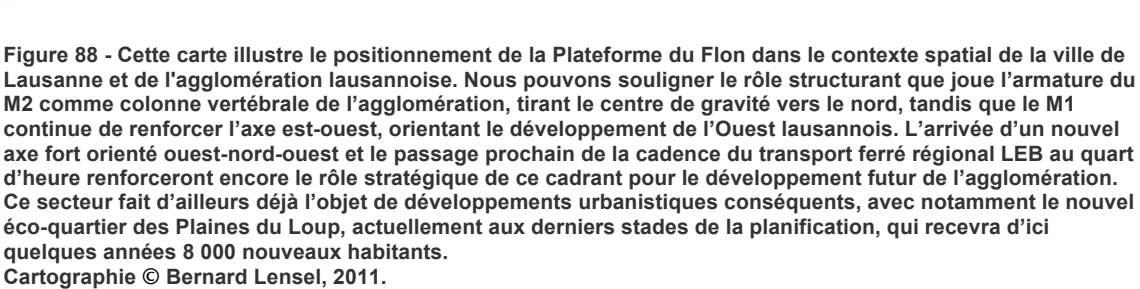 Figure 88 - Cette carte illustre le positionnement de la Plateforme du Flon dans le contexte spatial de la ville de
Lausanne et de l'agglomération lausannoise. Nous pouvons souligner le rôle structurant que joue l’armature du
M2 comme colonne vertébrale de l’agglomération, tirant le centre de gravité vers le nord, tandis que le M1
continue de renforcer l’axe est-ouest, orientant le développement de l’Ouest lausannois. L’arrivée d’un nouvel
axe fort orienté ouest-nord-ouest et le passage prochain de la cadence du transport ferré régional LEB au quart
d’heure renforceront encore le rôle stratégique de ce cadrant pour le développement futur de l’agglomération.
Ce secteur fait d’ailleurs déjà l’objet de développements urbanistiques conséquents, avec notamment le nouvel
éco-quartier des Plaines du Loup, actuellement aux derniers stades de la planification, qui recevra d’ici
quelques années 8 000 nouveaux habitants.
Cartographie © Bernard Lensel, 2011.